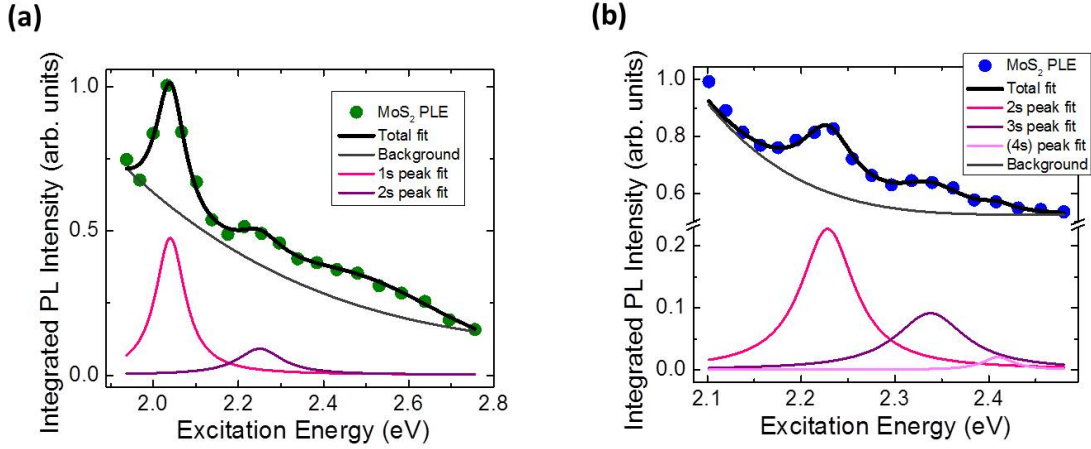 (a)
Integrated PL Intensity (arb. units)
1.0
0.5
0.0
MoS2 PLE
Total fit
Background
1s peak fit
2s peak fit
2.0
2.2
2.4
2.6
2.8
Excitation Energy (eV)
(b)
Integrated PL Intensity (arb. units)
1.0
0.8
0.6
0.2
0.1
0.0
MoS2 PLE
Total fit
2s peak fit
3s peak fit
(4s) peak fit
Background
2.1
2.2
2.3
2.4
Excitation Energy (eV)